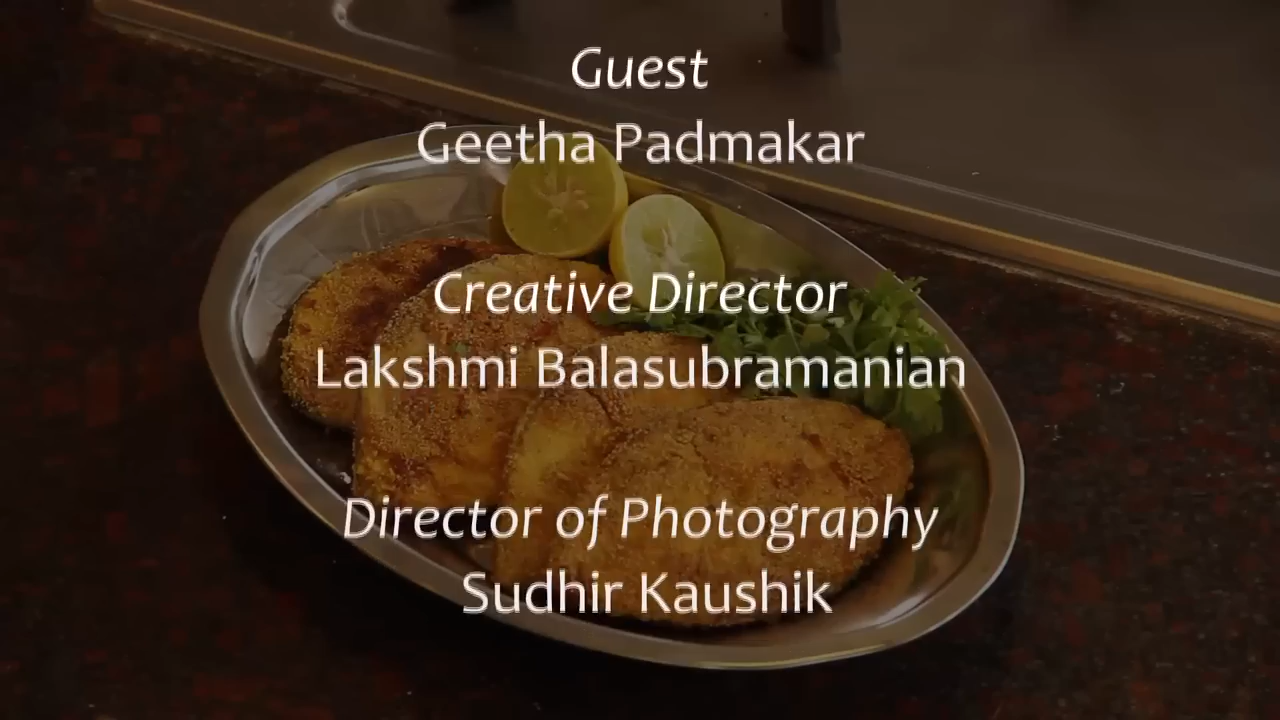 Guest
Geetha Padmakar
Creative Director
Lakshmi Balasubramanian
Director of Photography
Sudhir Kaushik